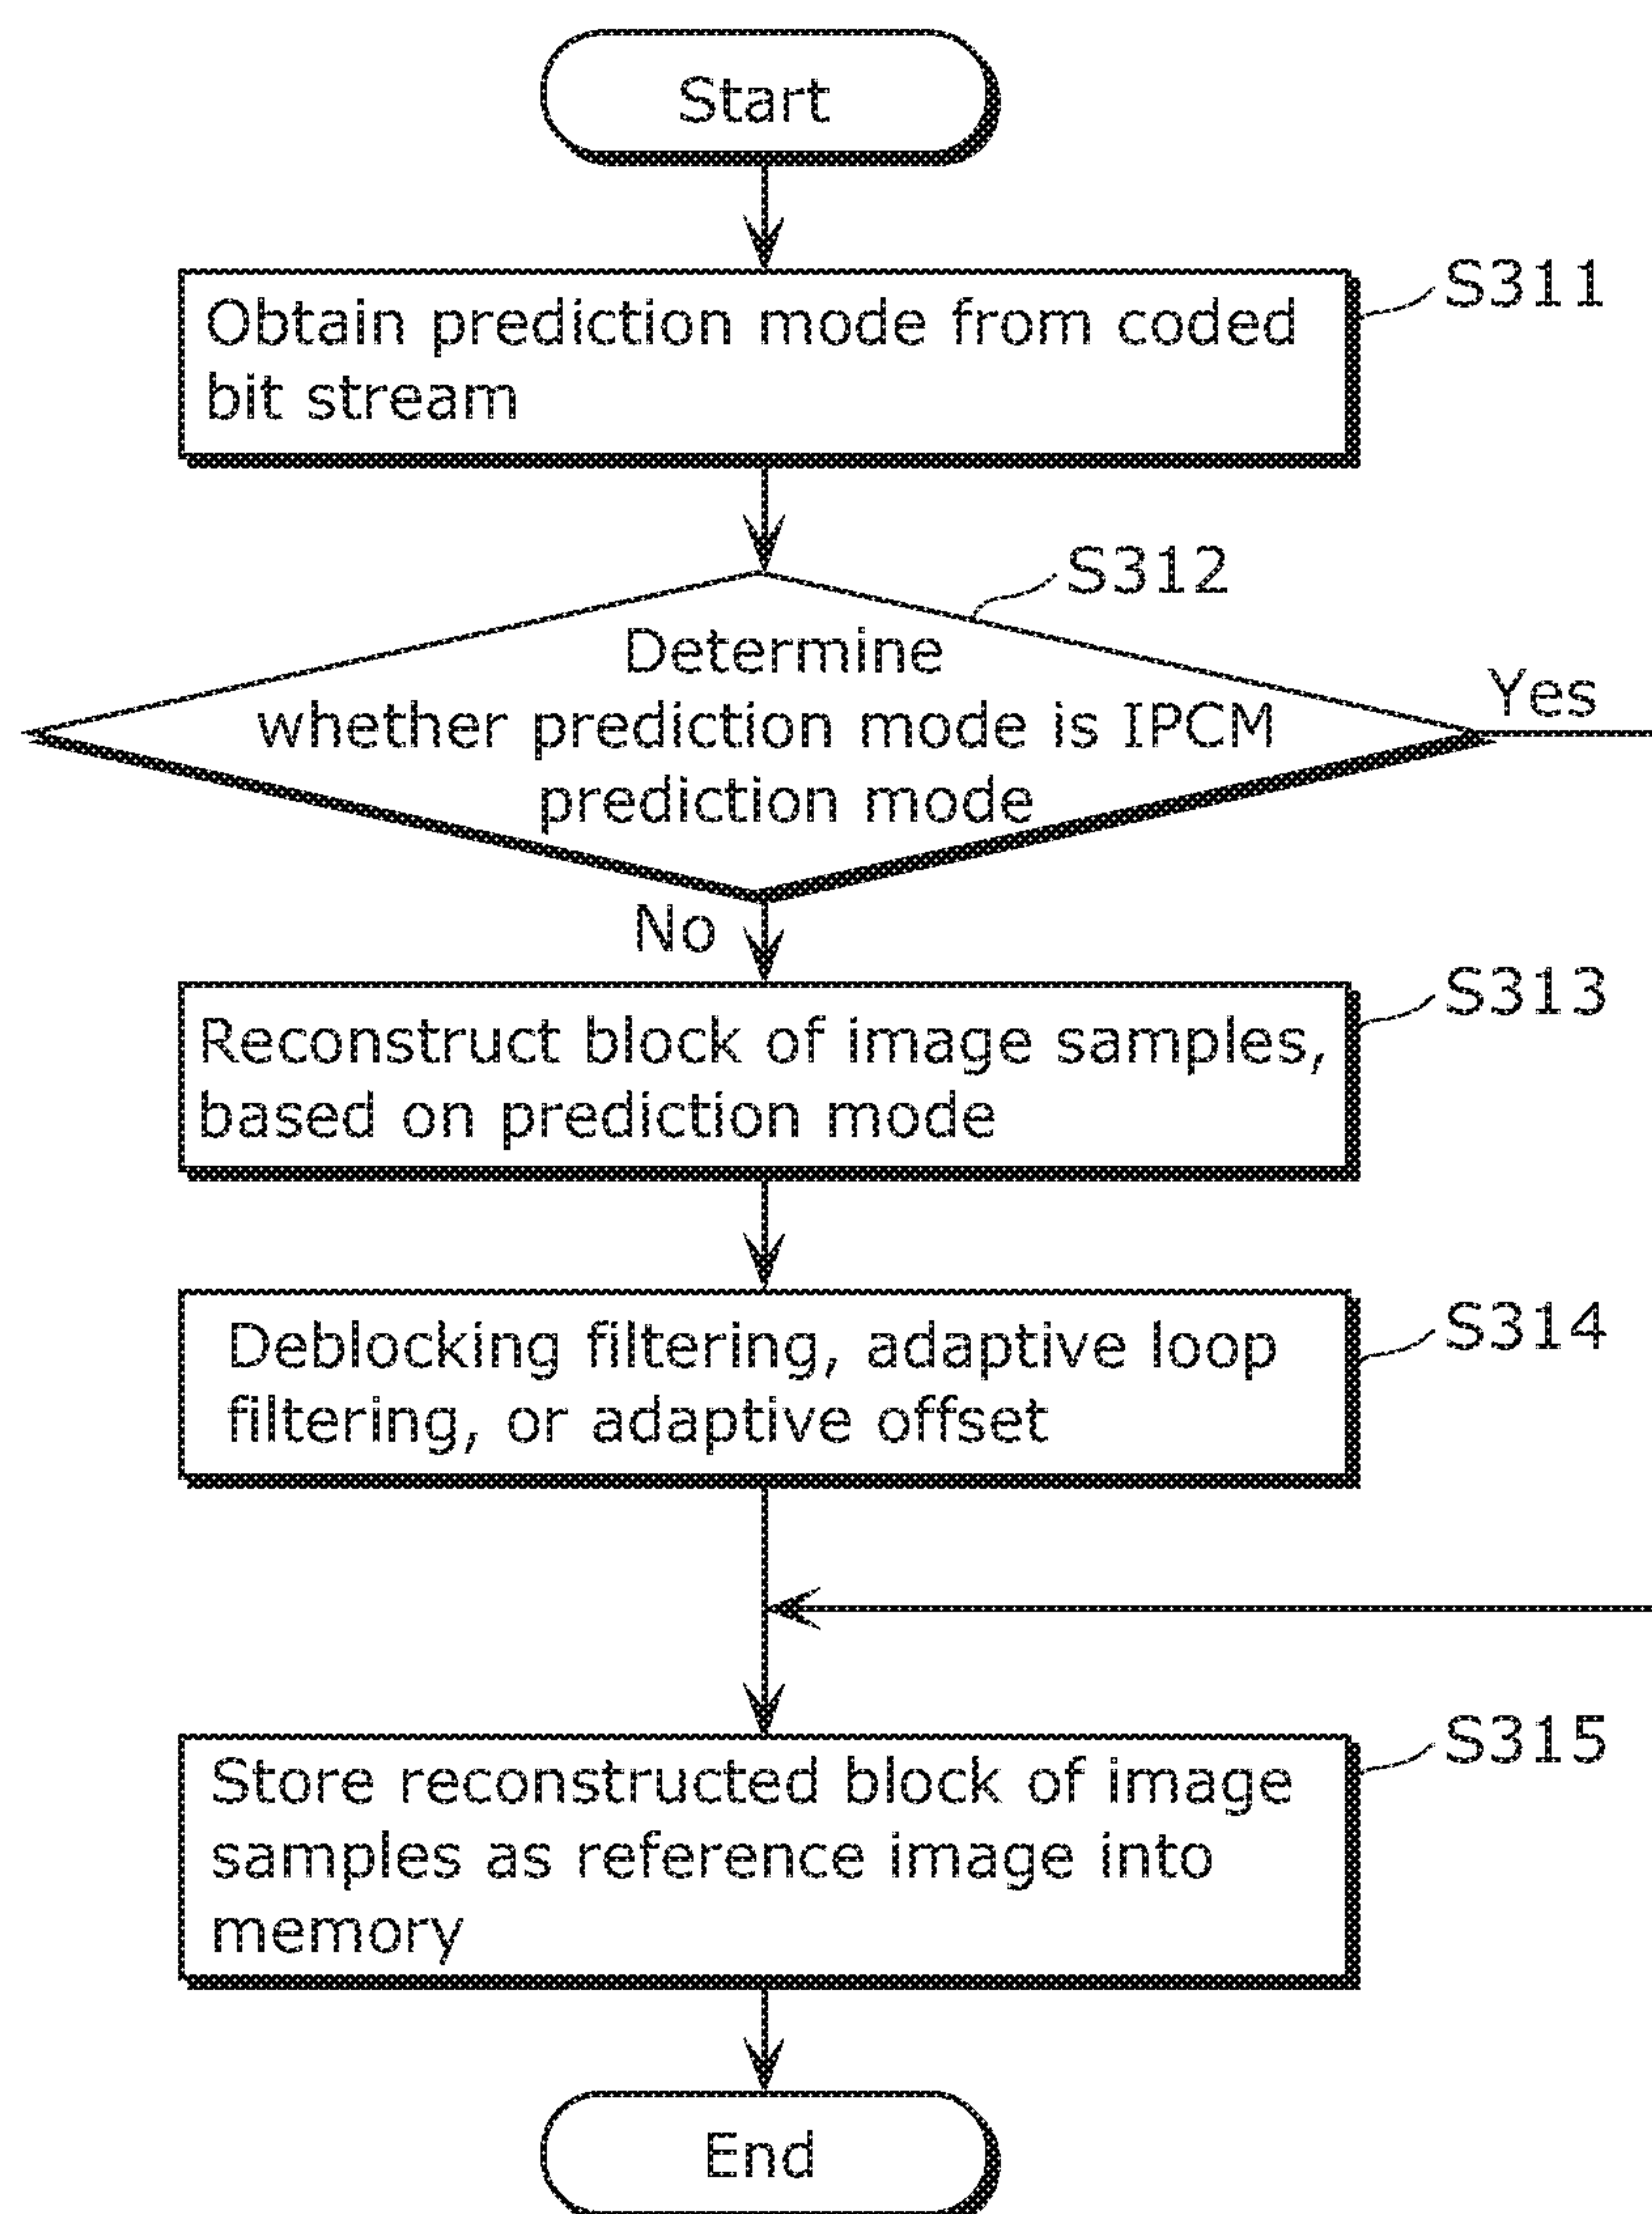 Start
S311
Obtain prediction mode from coded
bit stream
S312
Determine
whether prediction mode is IPCM
prediction mode
Yes
No
S313
Reconstruct block of image samples,
based on prediction mode
S314
Deblocking filtering, adaptive loop
filtering, or adaptive offset
S315
Store reconstructed block of image
samples as reference image into
memory
End